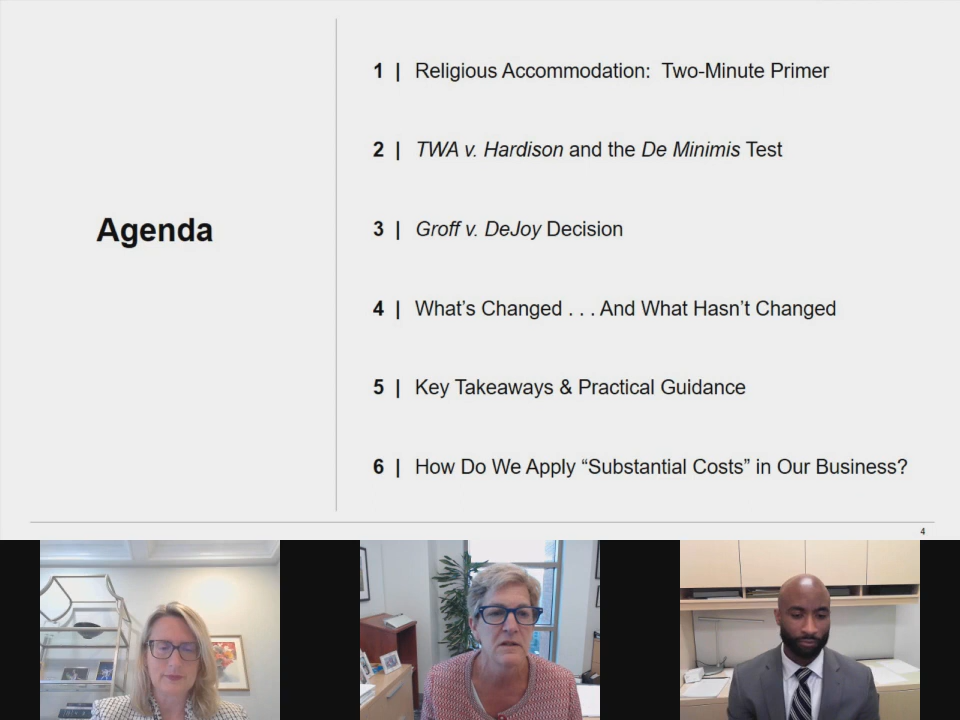 Agenda
1 | Religious Accommodation: Two-Minute Primer
2 | TWA v. Hardison and the De Minimis Test
3 | Groff v. DeJoy Decision
4 | What's Changed . . . And What Hasn't Changed
5 | Key Takeaways & Practical Guidance
6 | How Do We Apply “Substantial Costs” in Our Business?
4